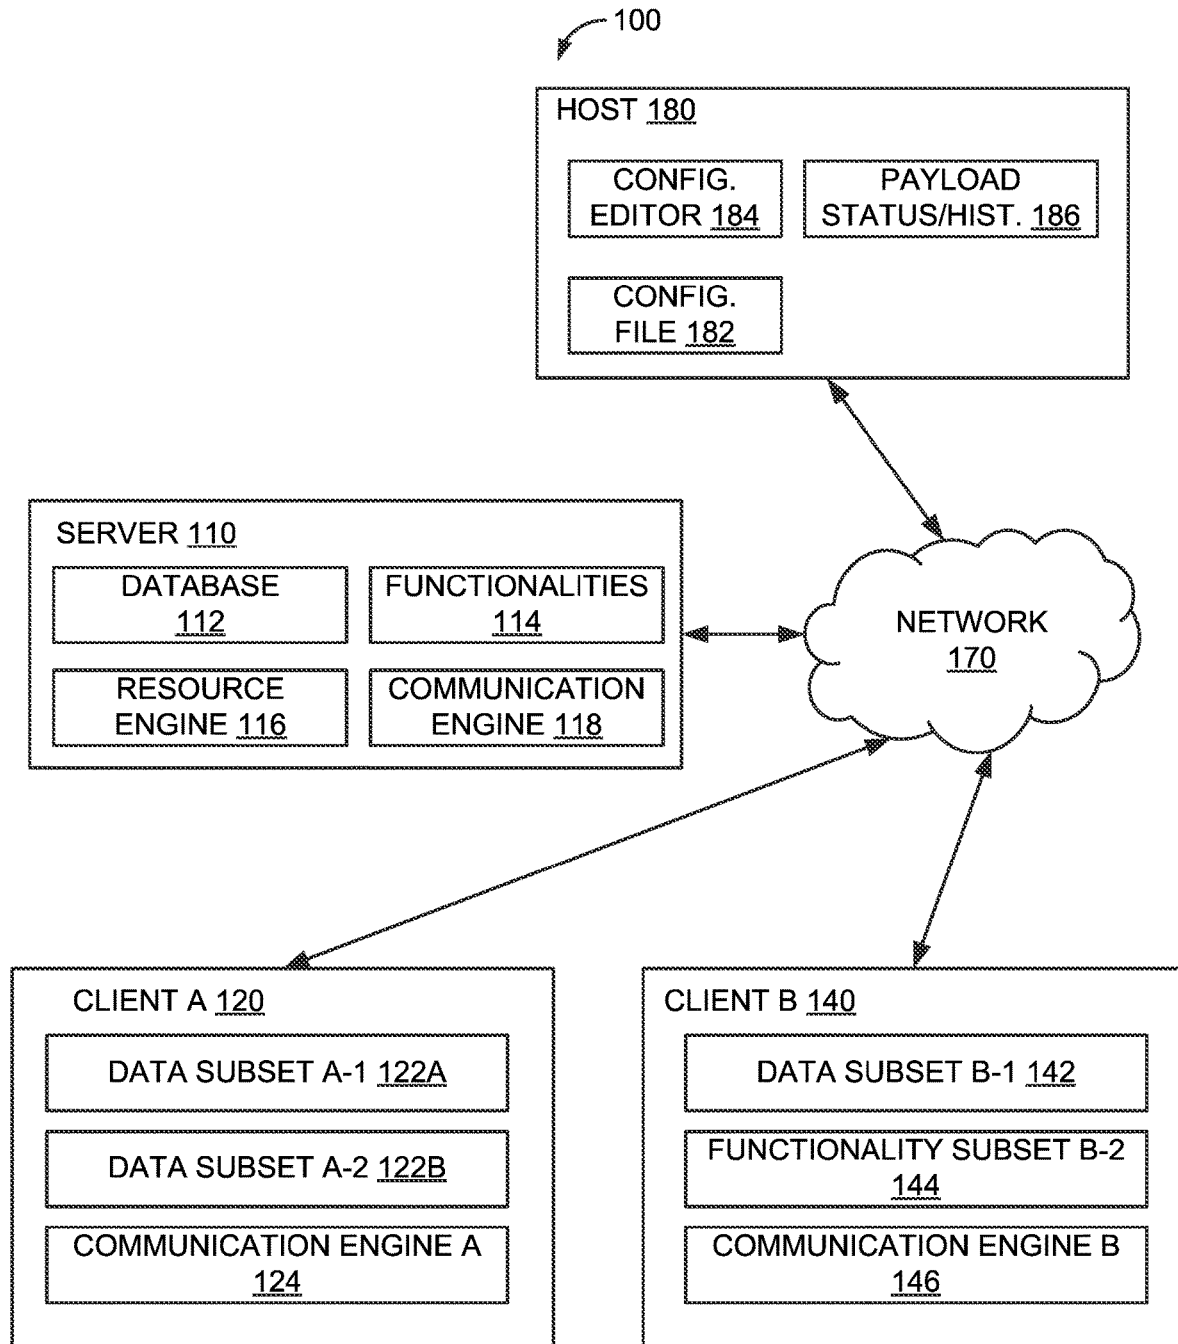 100
HOST 180
CONFIG.
EDITOR 184
PAYLOAD
STATUS/HIST. 186
CONFIG.
FILE 182
SERVER 110
DATABASE
112
FUNCTIONALITIES
114
RESOURCE
ENGINE 116
COMMUNICATION
ENGINE 118
NETWORK
170
CLIENT A 120
DATA SUBSET A-1 122A
DATA SUBSET A-2 122B
COMMUNICATION ENGINE A
124
CLIENT B 140
DATA SUBSET B-1 142
FUNCTIONALITY SUBSET B-2
144
COMMUNICATION ENGINE B
146